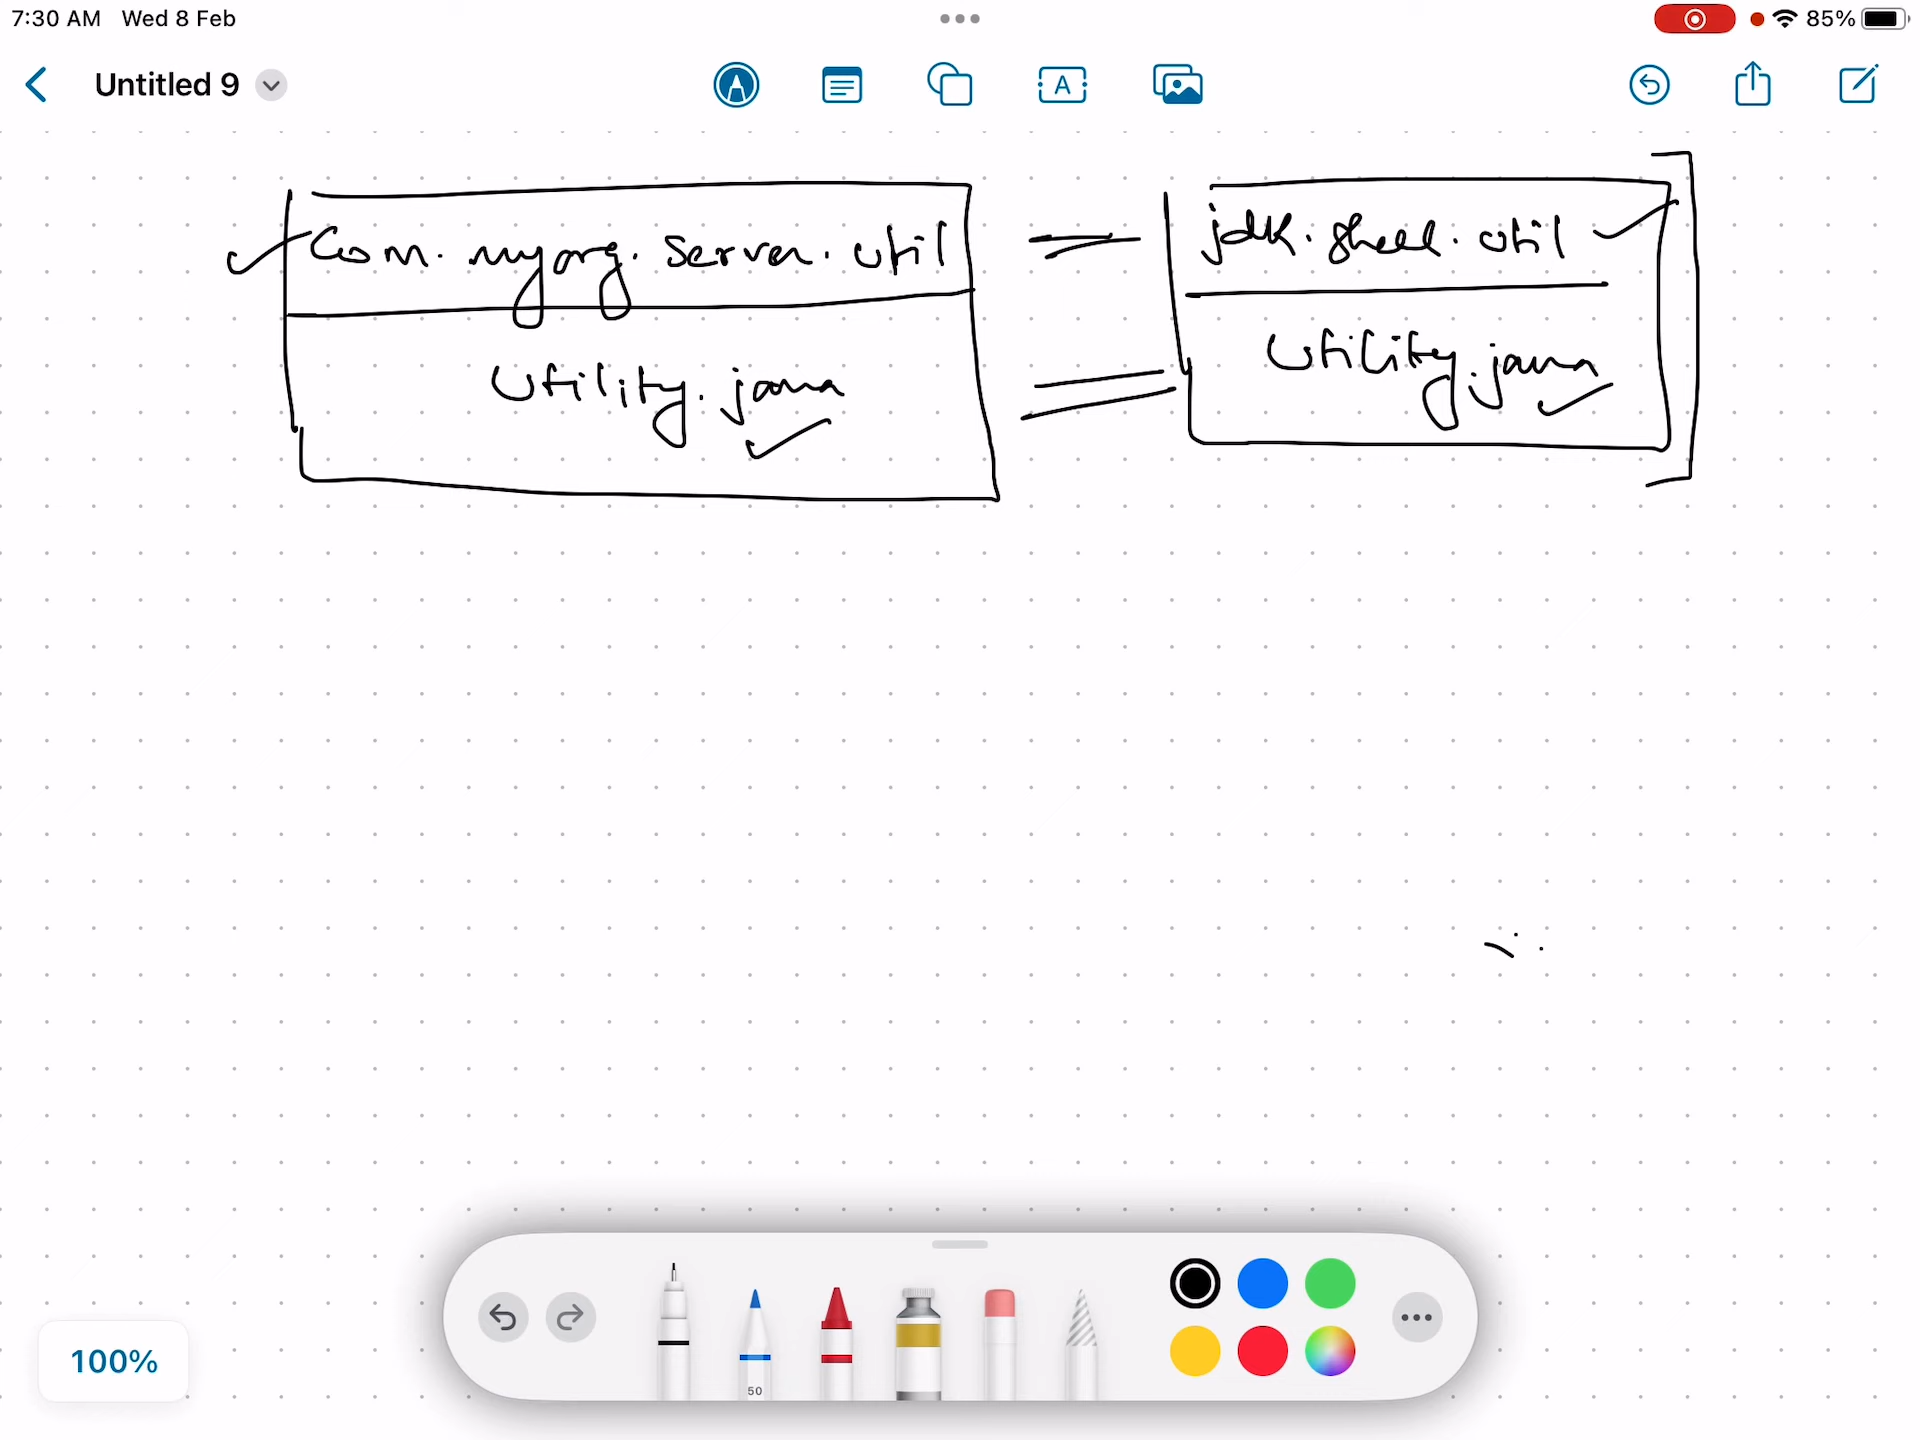 7:30 AM Wed 8 Feb
85%
Untitled 9
A
com.myorg.server.util
jdk.shell.util
Utility.java
Utility.java
50
100%